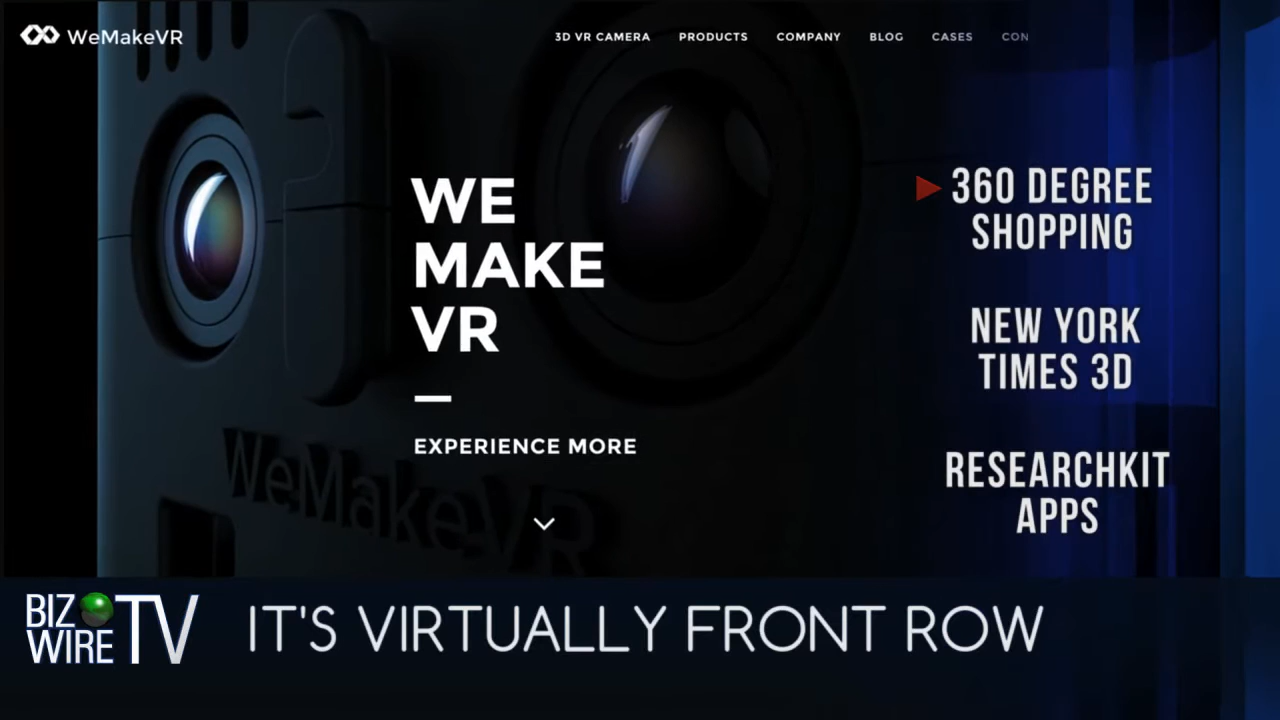 WeMakeVR
3D VR CAMERA PRODUCTS COMPANY BLOG CASES CON
WE
MAKE
VR
EXPERIENCE MORE
WeMakeVR
360 DEGREE
SHOPPING
NEW YORK
TIMES 3D
RESEARCHKIT
APPS
BIZ
WIRE TV
IT'S VIRTUALLY FRONT ROW